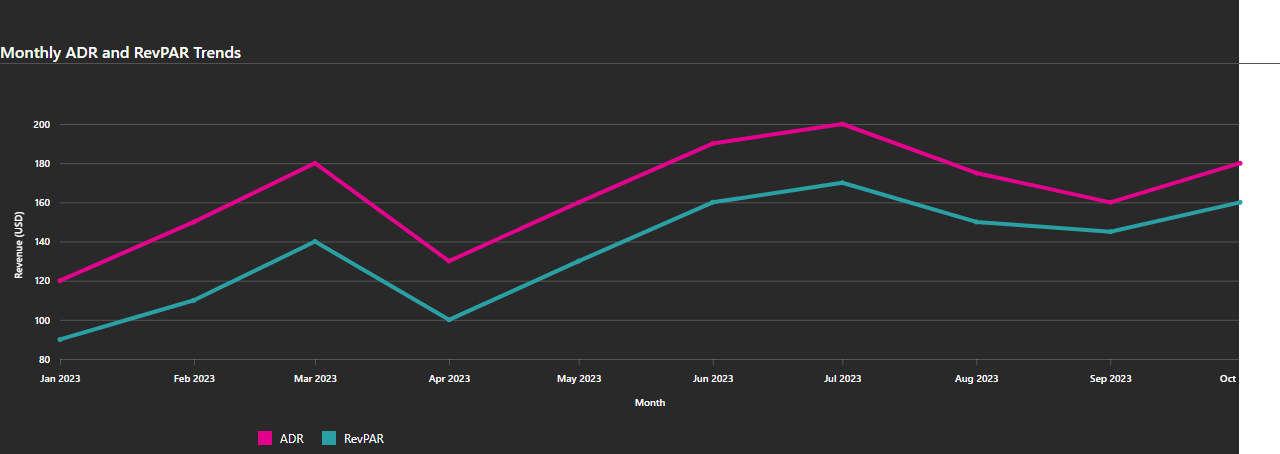 Monthly ADR and RevPAR Trends
200
180
160
140
120
100
80
Revenue (USD)
Jan 2023 Feb 2023 Mar 2023 Apr 2023 May 2023 Jun 2023 Jul 2023 Aug 2023 Sep 2023 Oct
Month
ADR RevPAR